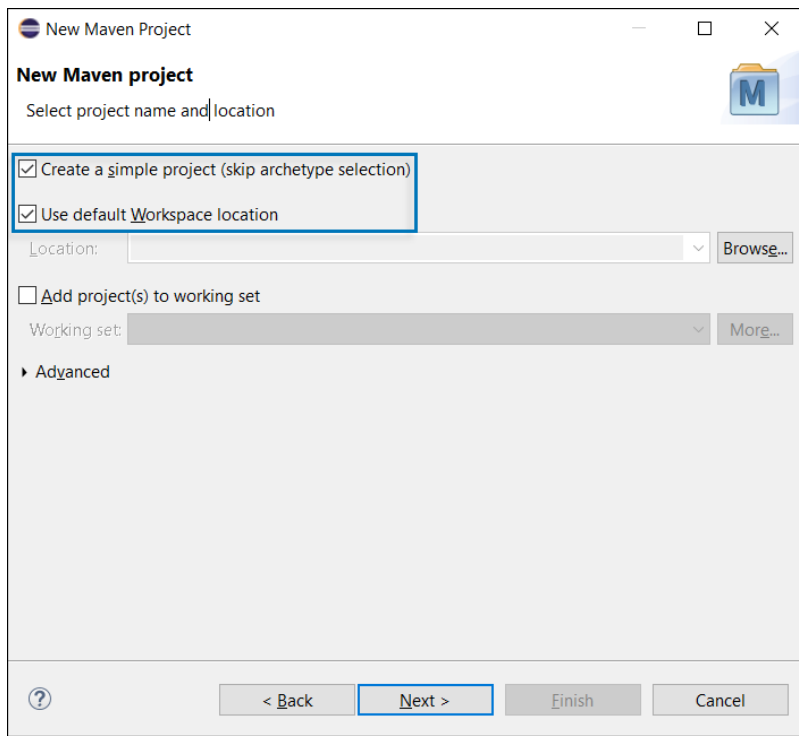 New Maven Project
New Maven project
Select project name and location
M
Create a simple project (skip archetype selection)
Use default Workspace location
Location:
Browse...
Add project(s) to working set
Working set:
More...
Advanced
?
< Back
Next >
Finish
Cancel